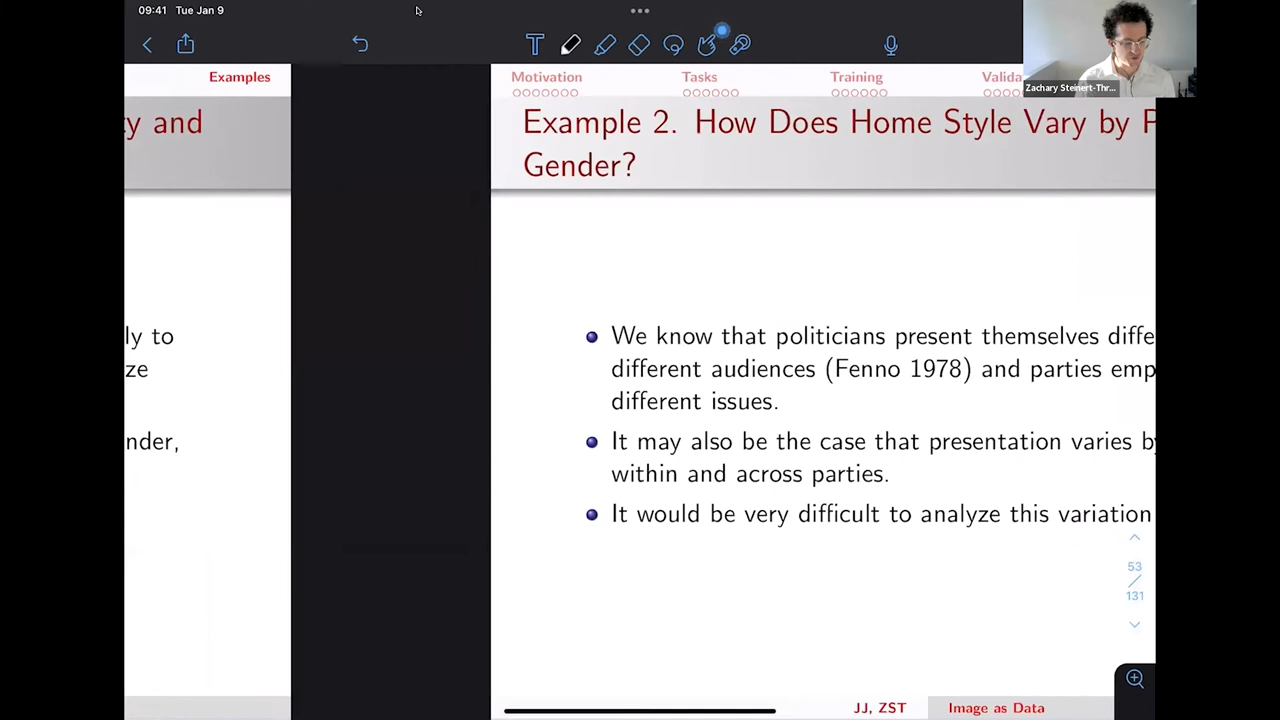 09:41 Tue Jan 9
Zachary Steinert-Thr...
Examples
ty and
ly to
ze
nder,
Motivation Tasks Training Valida
Example 2. How Does Home Style Vary by P
Gender?
We know that politicians present themselves diffe
different audiences (Fenno 1978) and parties emp
different issues.
It may also be the case that presentation varies by
within and across parties.
It would be very difficult to analyze this variation
53
/
131
JJ, ZST Image as Data